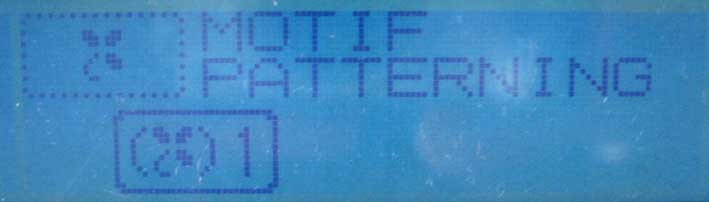 MOTIF
PATTERNING
1